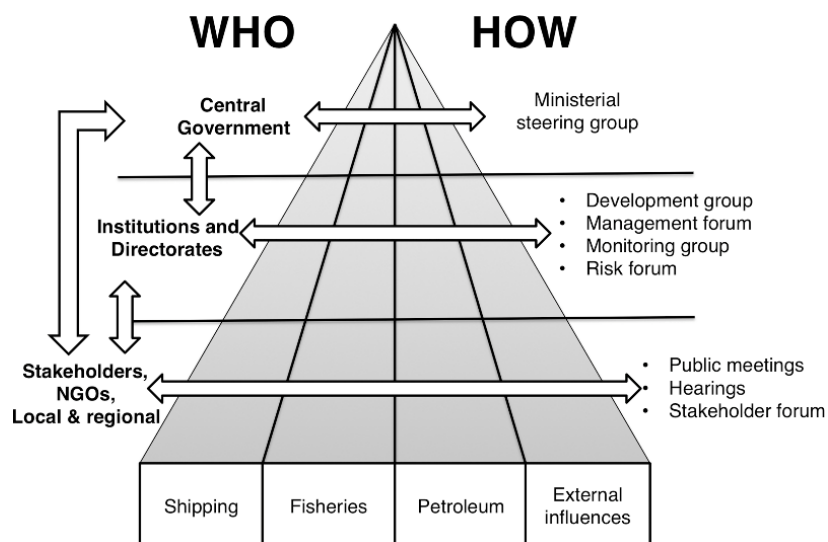 WHO
HOW
Central
Government
Ministerial
steering group
Institutions and
Directorates
• Development group
• Management forum
• Monitoring group
• Risk forum
Stakeholders,
NGOs,
Local & regional
• Public meetings
• Hearings
• Stakeholder forum
Shipping
Fisheries
Petroleum
External
influences